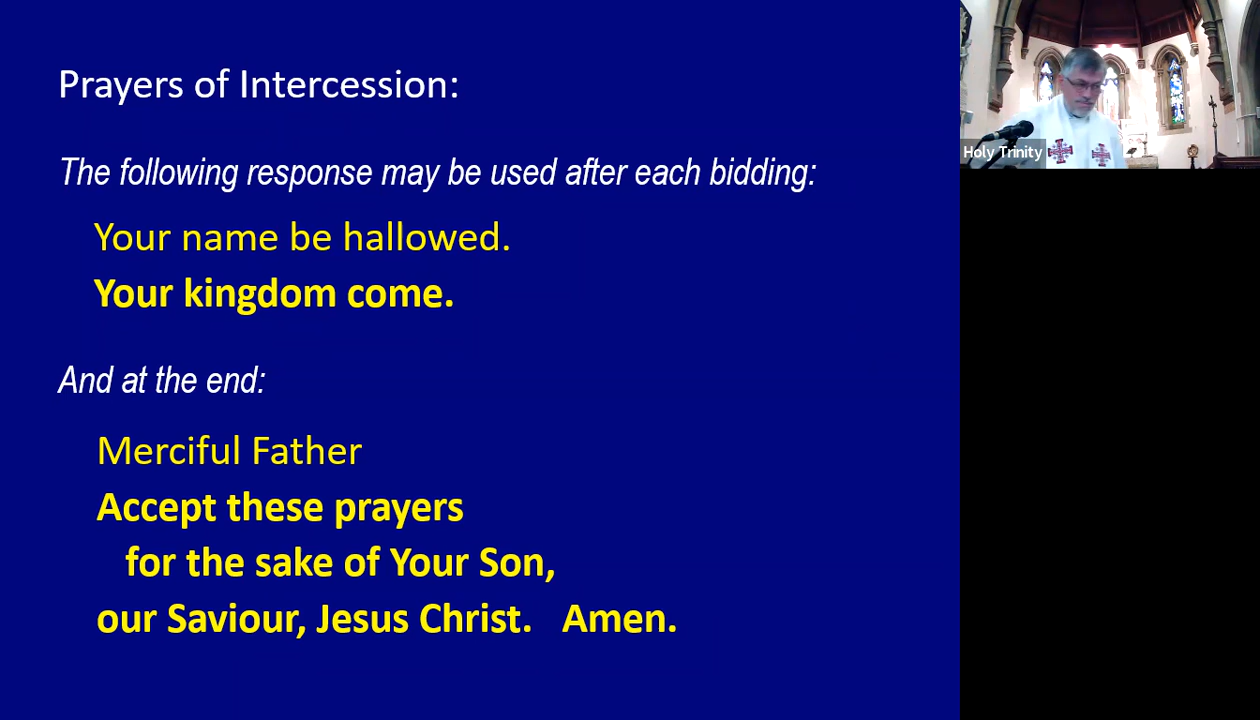 Prayers of Intercession:
The following response may be used after each bidding:
Your name be hallowed.
Your kingdom come.
And at the end:
Merciful Father
Accept these prayers
for the sake of Your Son,
our Saviour, Jesus Christ. Amen.
Holy Trinity